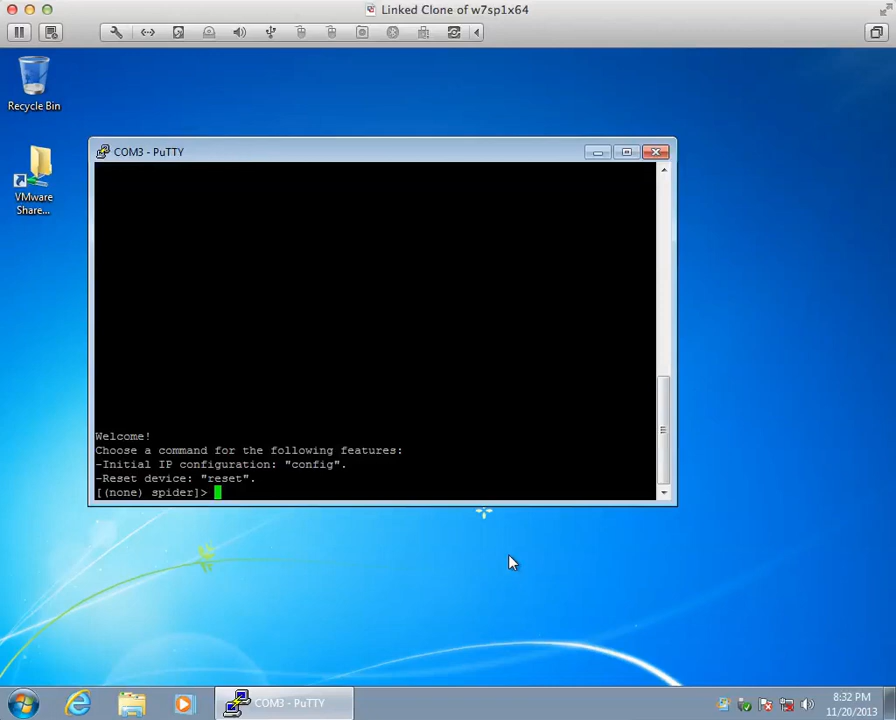 Linked Clone of w7sp1x64
Recycle Bin
VMware
Share...
COM3 - PuTTY
Welcome!
Choose a command for the following features:
-Initial IP configuration: "config".
-Reset device: "reset".
[(none) spider]>
COM3 - PuTTY
8:32 PM
11/20/2013